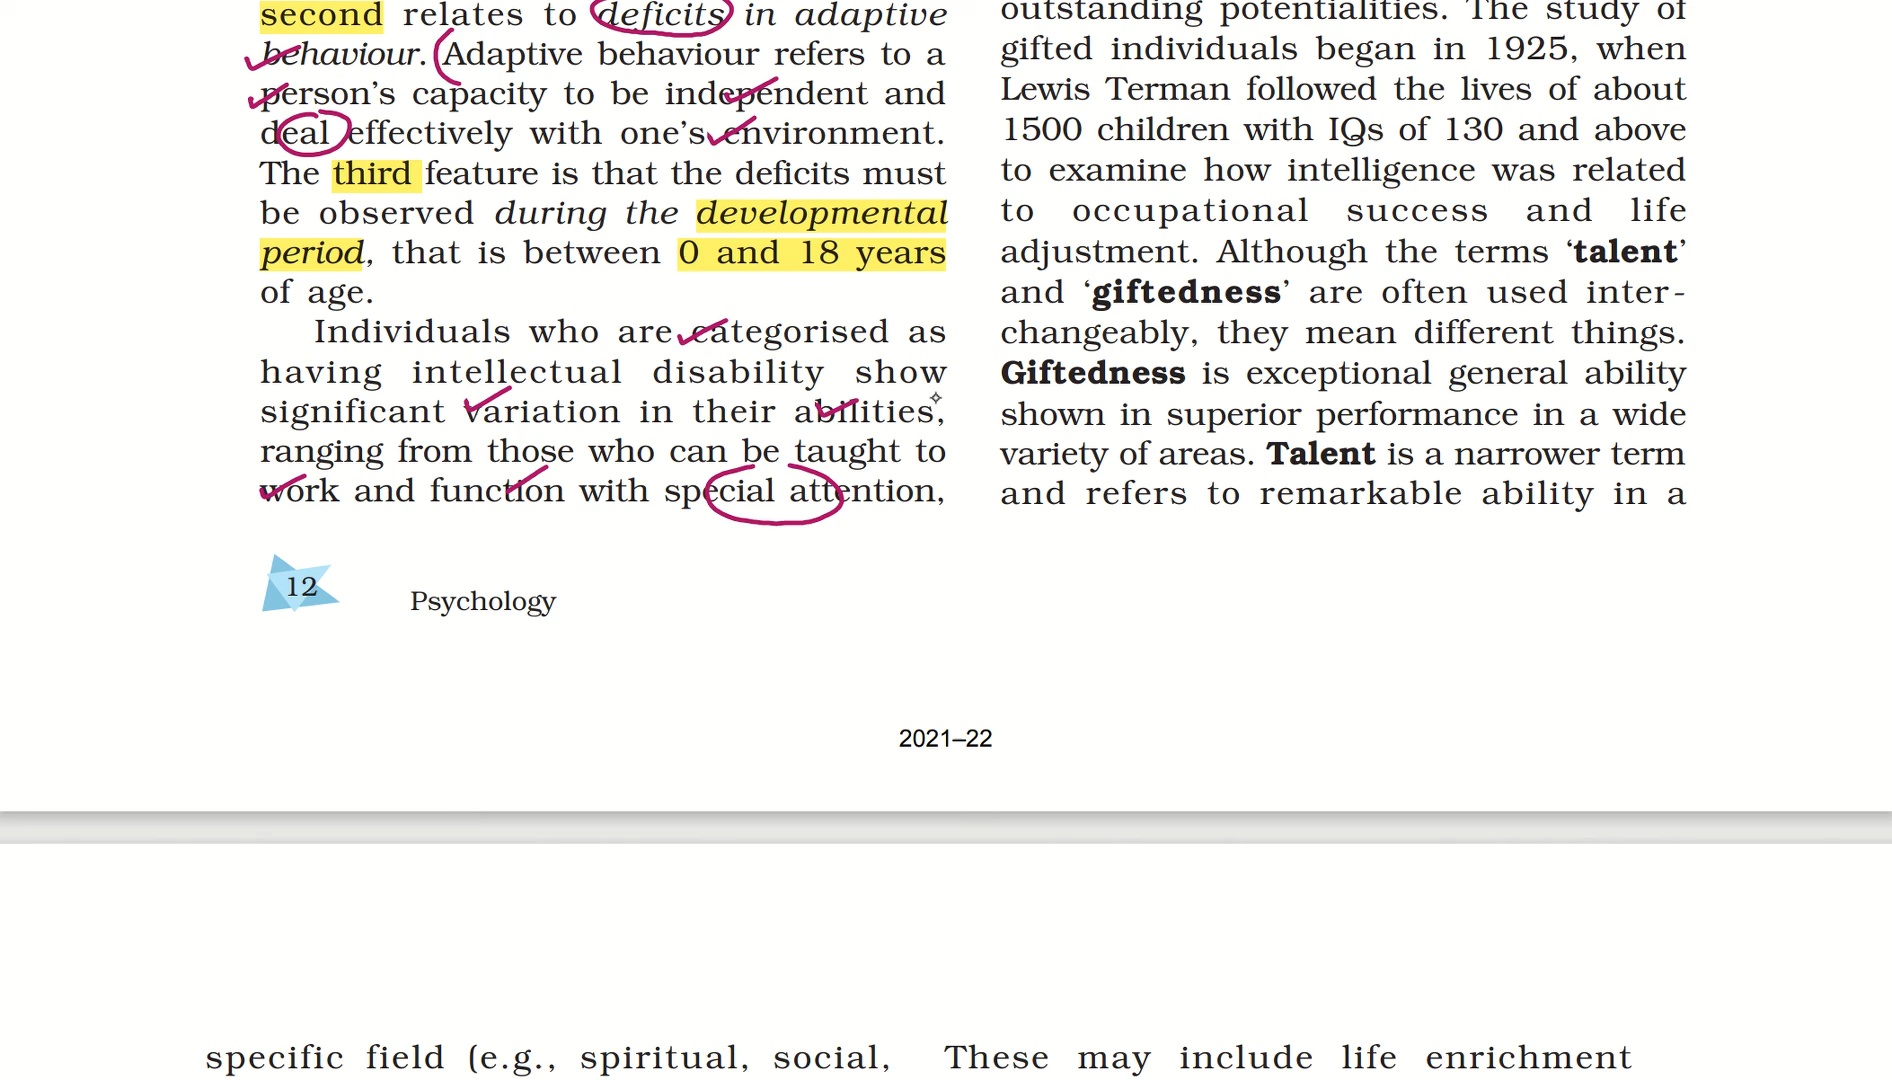 second relates to deficits in adaptive
behaviour. Adaptive behaviour refers to a
person's capacity to be independent and
deal effectively with one's environment.
The third feature is that the deficits must
be observed during the developmental
period, that is between 0 and 18 years
of age.
Individuals who are categorised as
having intellectual disability show
significant variation in their abilities,
ranging from those who can be taught to
work and function with special attention,
outstanding potentialities. The study of
gifted individuals began in 1925, when
Lewis Terman followed the lives of about
1500 children with IQs of 130 and above
to examine how intelligence was related
to occupational success and life
adjustment. Although the terms ‘talent’
and ‘giftedness’ are often used inter-
changeably, they mean different things.
Giftedness is exceptional general ability
shown in superior performance in a wide
variety of areas. Talent is a narrower term
and refers to remarkable ability in a
12
Psychology
2021–22
specific field (e.g., spiritual, social,
These may include life enrichment